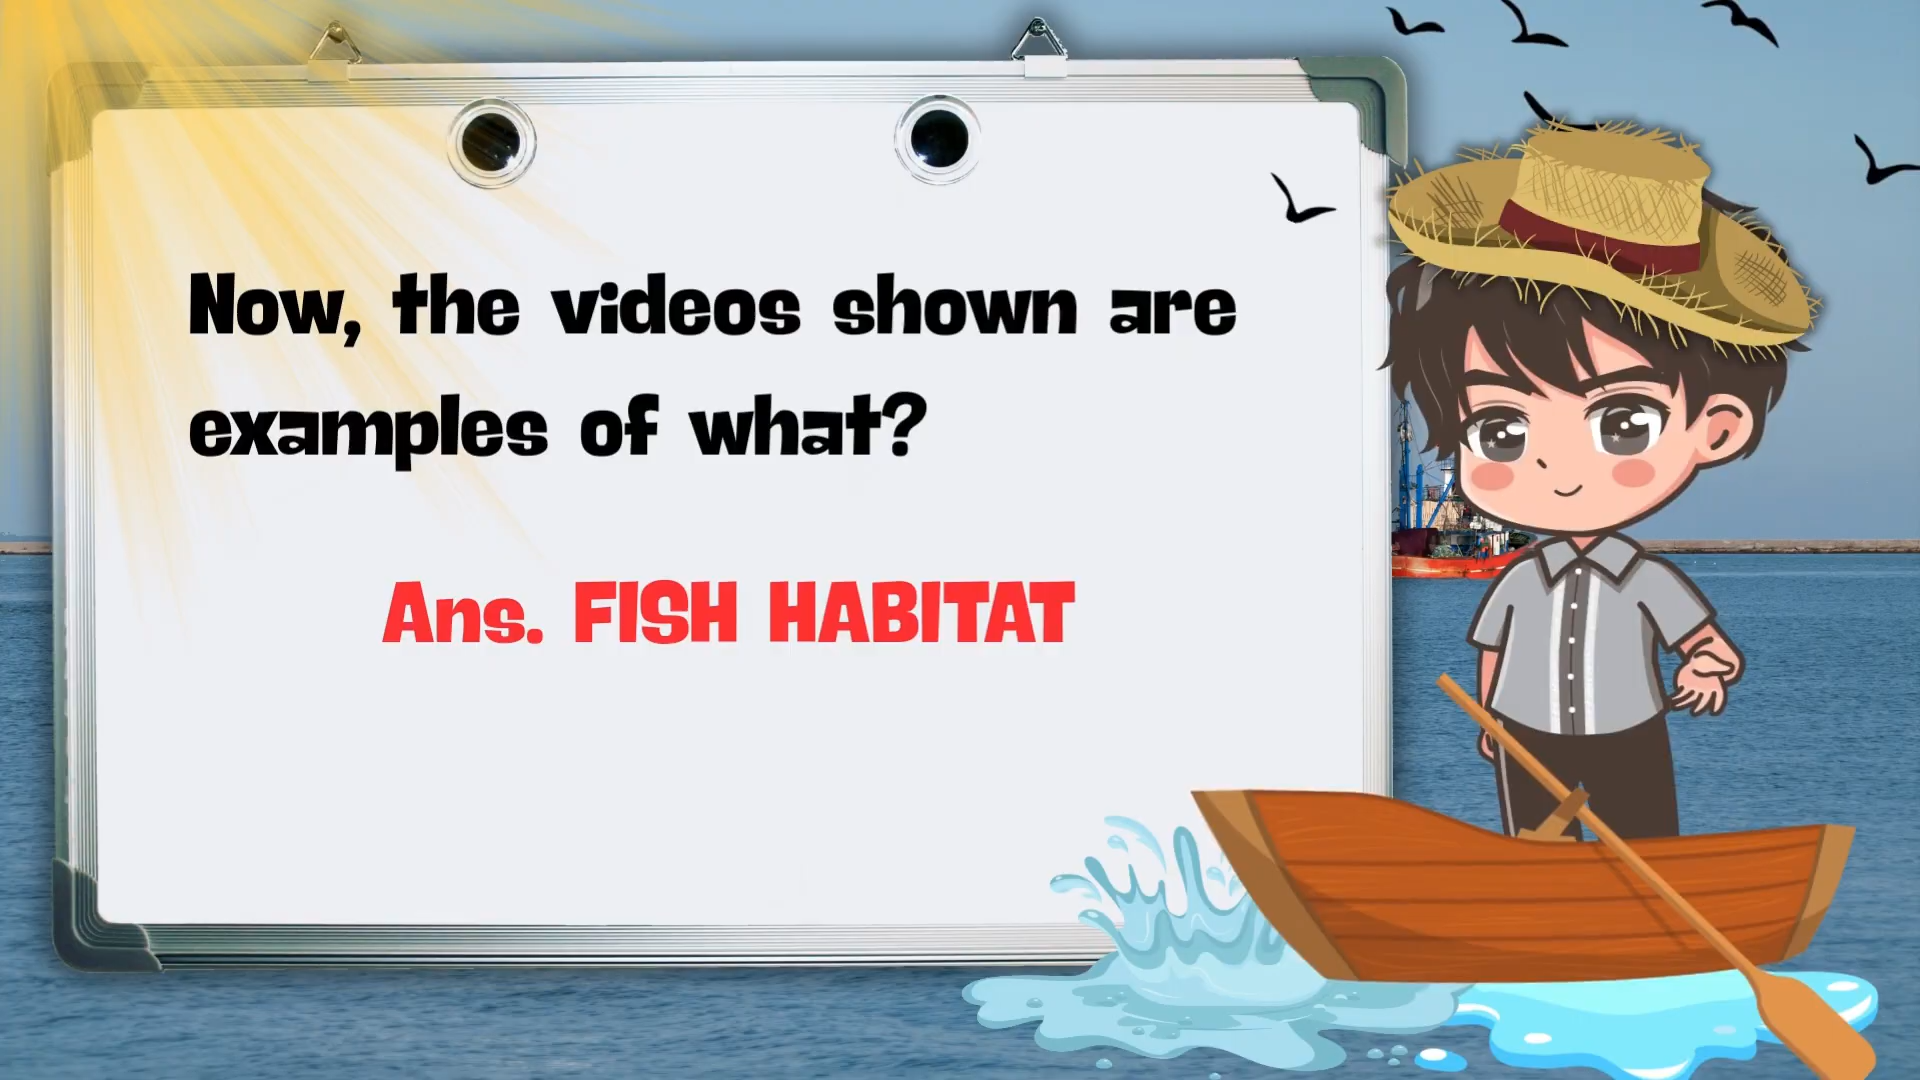 Now, the videos shown are
examples of what?
Ans. FISH HABITAT